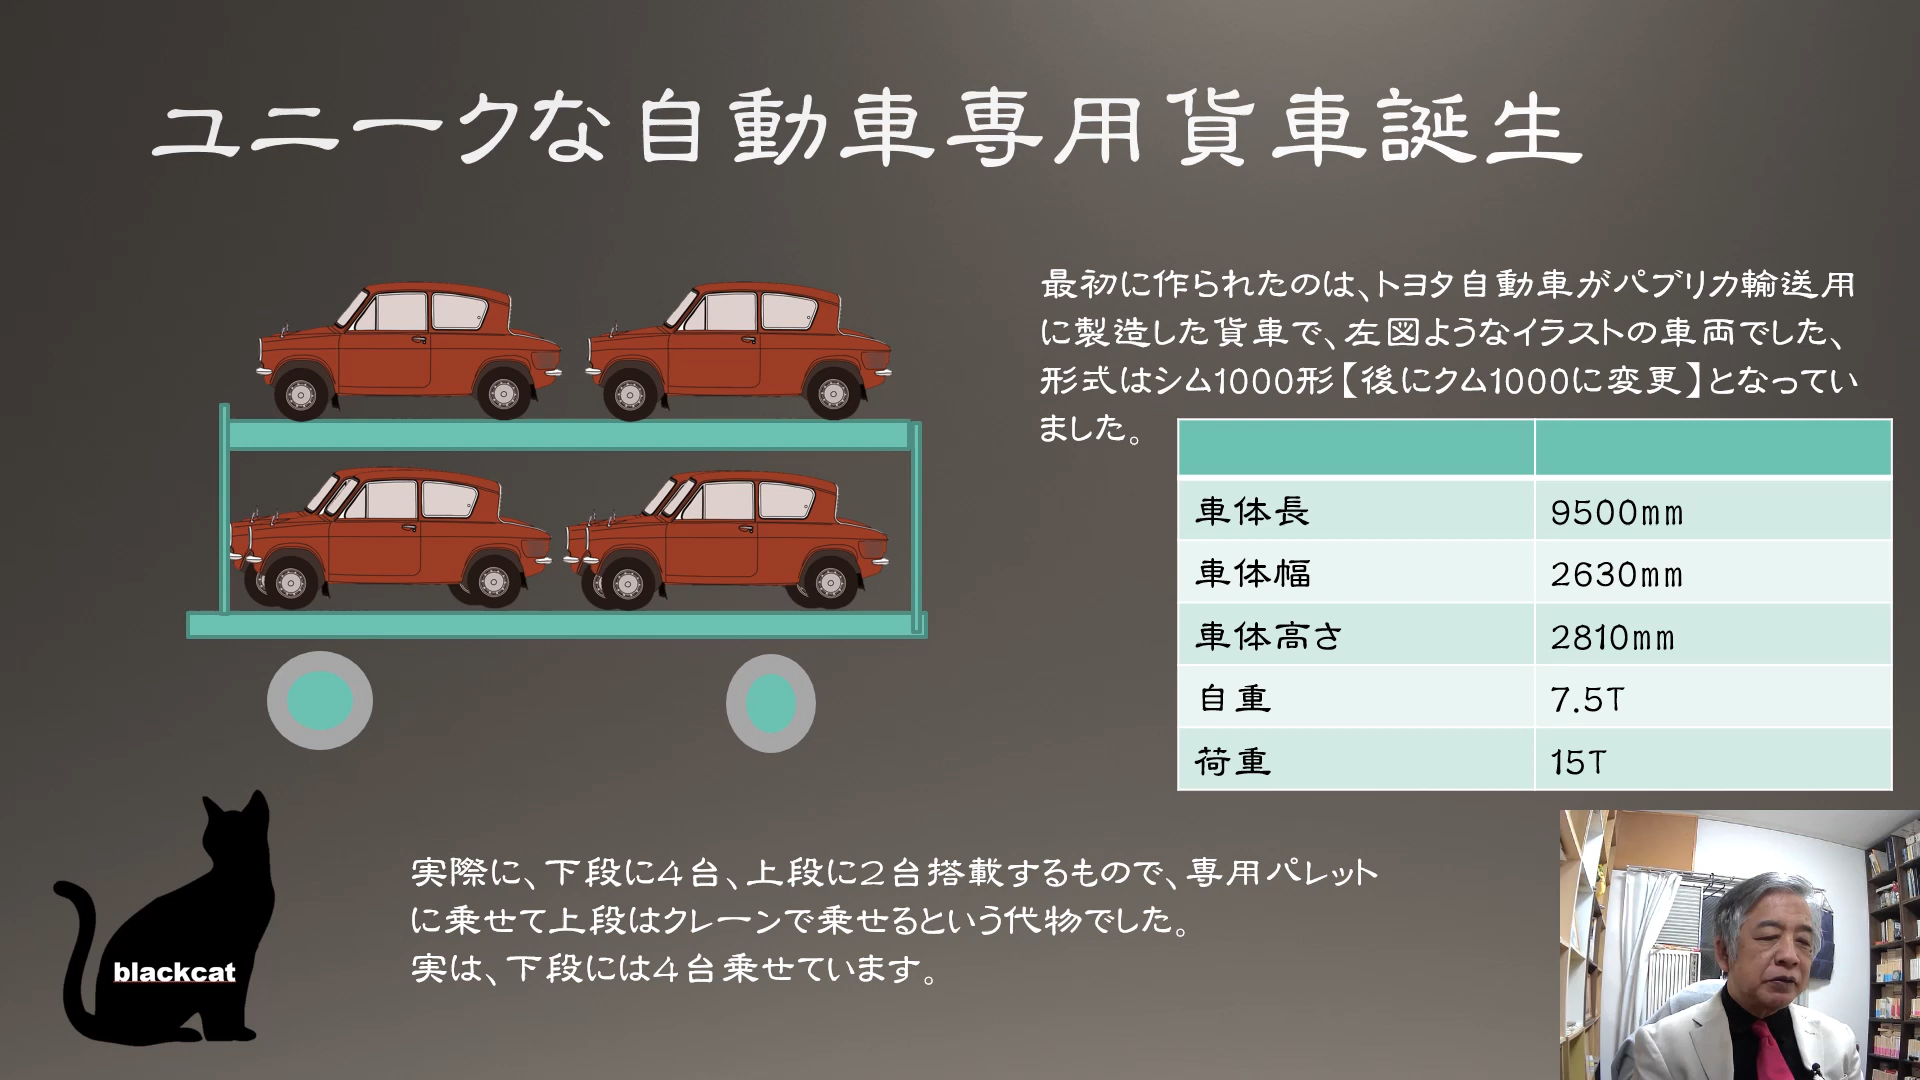 ユニークな自動車専用貨車誕生
最初に作られたのは、トヨタ自動車がパブリカ輸送用
に製造した貨車で、左図ようなイラストの車両でした、
形式はシム1000形【後にクム1000に変更】となってい
ました。
車体長 9500mm
車体幅 2630mm
車体高さ 2810mm
自重 7.5T
荷重 15T
実際に、下段に４台、上段に２台搭載するもので、専用パレット
に乗せて上段はクレーンで乗せるという代物でした。
実は、下段には４台乗せています。
blackcat